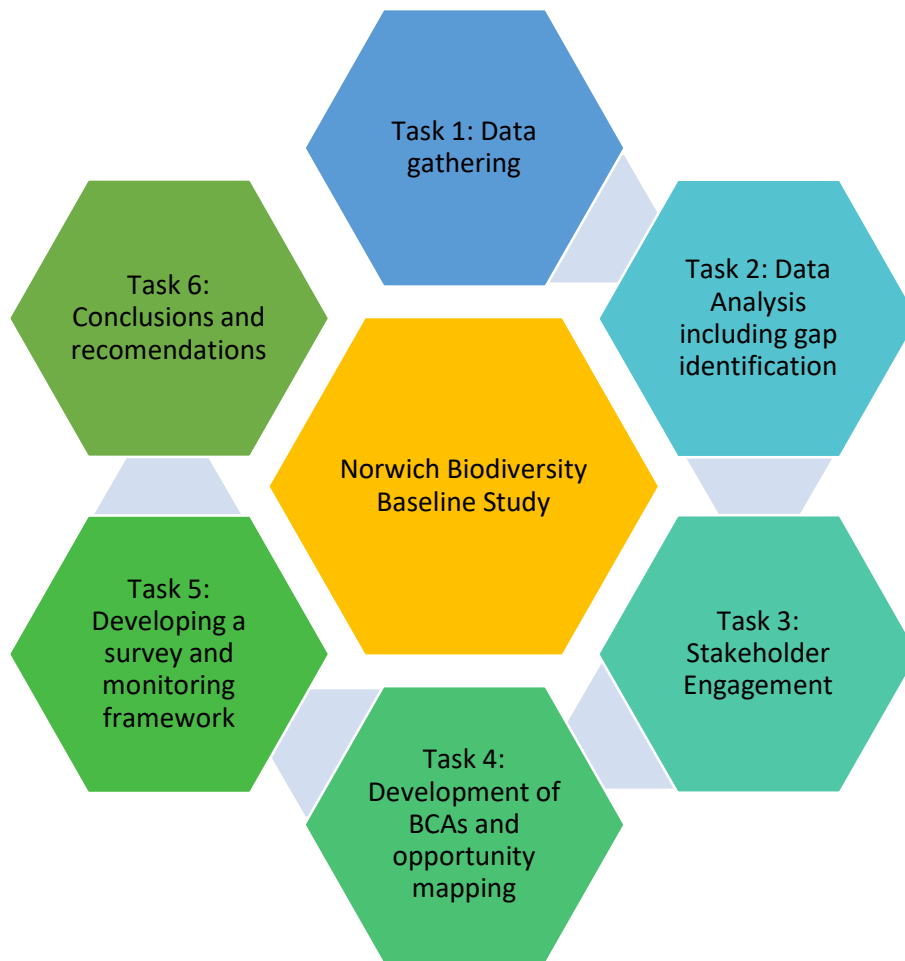 Task 1: Data
gathering
Task 2: Data
Analysis
including gap
identification
Task 3:
Stakeholder
Engagement
Task 4:
Development of
BCAs and
opportunity
mapping
Task 5:
Developing a
survey and
monitoring
framework
Task 6:
Conclusions and
recomendations
Norwich Biodiversity
Baseline Study